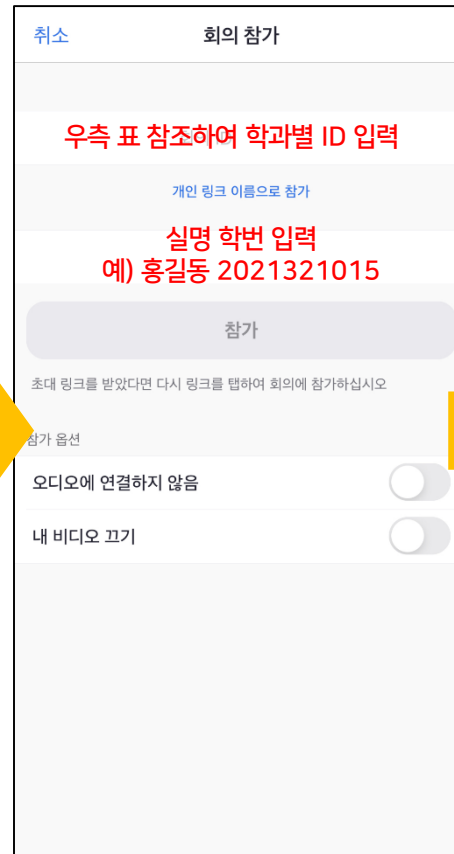 취소
회의 참가
우측 표 참조하여 학과별 ID 입력
개인 링크 이름으로 참가
실명 학번 입력
예) 홍길동 2021321015
참가
초대 링크를 받았다면 다시 링크를 탭하여 회의에 참가하십시오
참가 옵션
오디오에 연결하지 않음
내 비디오 끄기